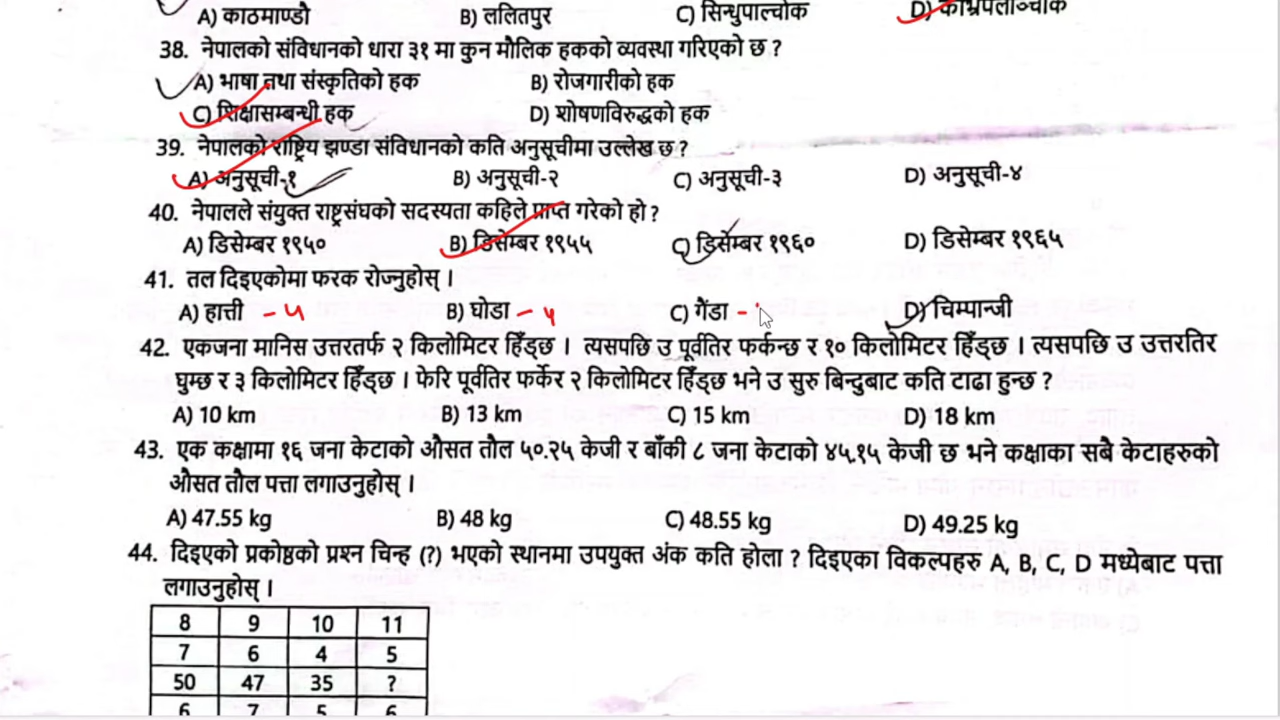 A) काठमाण्डौ B) ललितपुर C) सिन्धुपाल्चोक D) काभ्रेपलाञ्चोक
38. नेपालको संविधानको धारा ३१ मा कुन मौलिक हकको व्यवस्था गरिएको छ ?
A) भाषा तथा संस्कृतिको हक B) रोजगारीको हक
C) शिक्षासम्बन्धी हक D) शोषणविरुद्धको हक
39. नेपालको राष्ट्रिय झण्डा संविधानको कति अनुसूचीमा उल्लेख छ ?
A) अनुसूची-१ B) अनुसूची-२ C) अनुसूची-३ D) अनुसूची-४
40. नेपालले संयुक्त राष्ट्रसंघको सदस्यता कहिले प्राप्त गरेको हो ?
A) डिसेम्बर १९५० B) डिसेम्बर १९५५ C) डिसेम्बर १९६० D) डिसेम्बर १९६५
41. तल दिइएकोमा फरक रोज्नुहोस् ।
A) हात्ती - ५ B) घोडा - ५ C) गैंडा - D) चिम्पान्जी
42. एकजना मानिस उत्तरतर्फ २ किलोमिटर हिँड्छ । त्यसपछि उ पूर्वतिर फर्कन्छ र १० किलोमिटर हिँड्छ । त्यसपछि उ उत्तरतिर
घुम्छ र ३ किलोमिटर हिँड्छ । फेरि पूर्वतिर फर्केर २ किलोमिटर हिँड्छ भने उ सुरु बिन्दुबाट कति टाढा हुन्छ ?
A) 10 km B) 13 km C) 15 km D) 18 km
43. एक कक्षामा १६ जना केटाको औसत तौल ५०.२५ केजी र बाँकी ८ जना केटाको ४५.१५ केजी छ भने कक्षाका सबै केटाहरुको
औसत तौल पत्ता लगाउनुहोस् ।
A) 47.55 kg B) 48 kg C) 48.55 kg D) 49.25 kg
44. दिइएको प्रकोष्ठको प्रश्न चिन्ह (?) भएको स्थानमा उपयुक्त अंक कति होला ? दिइएका विकल्पहरु A, B, C, D मध्येबाट पत्ता
लगाउनुहोस् ।
8 9 10 11
7 6 4 5
50 47 35 ?
6 7 5 6